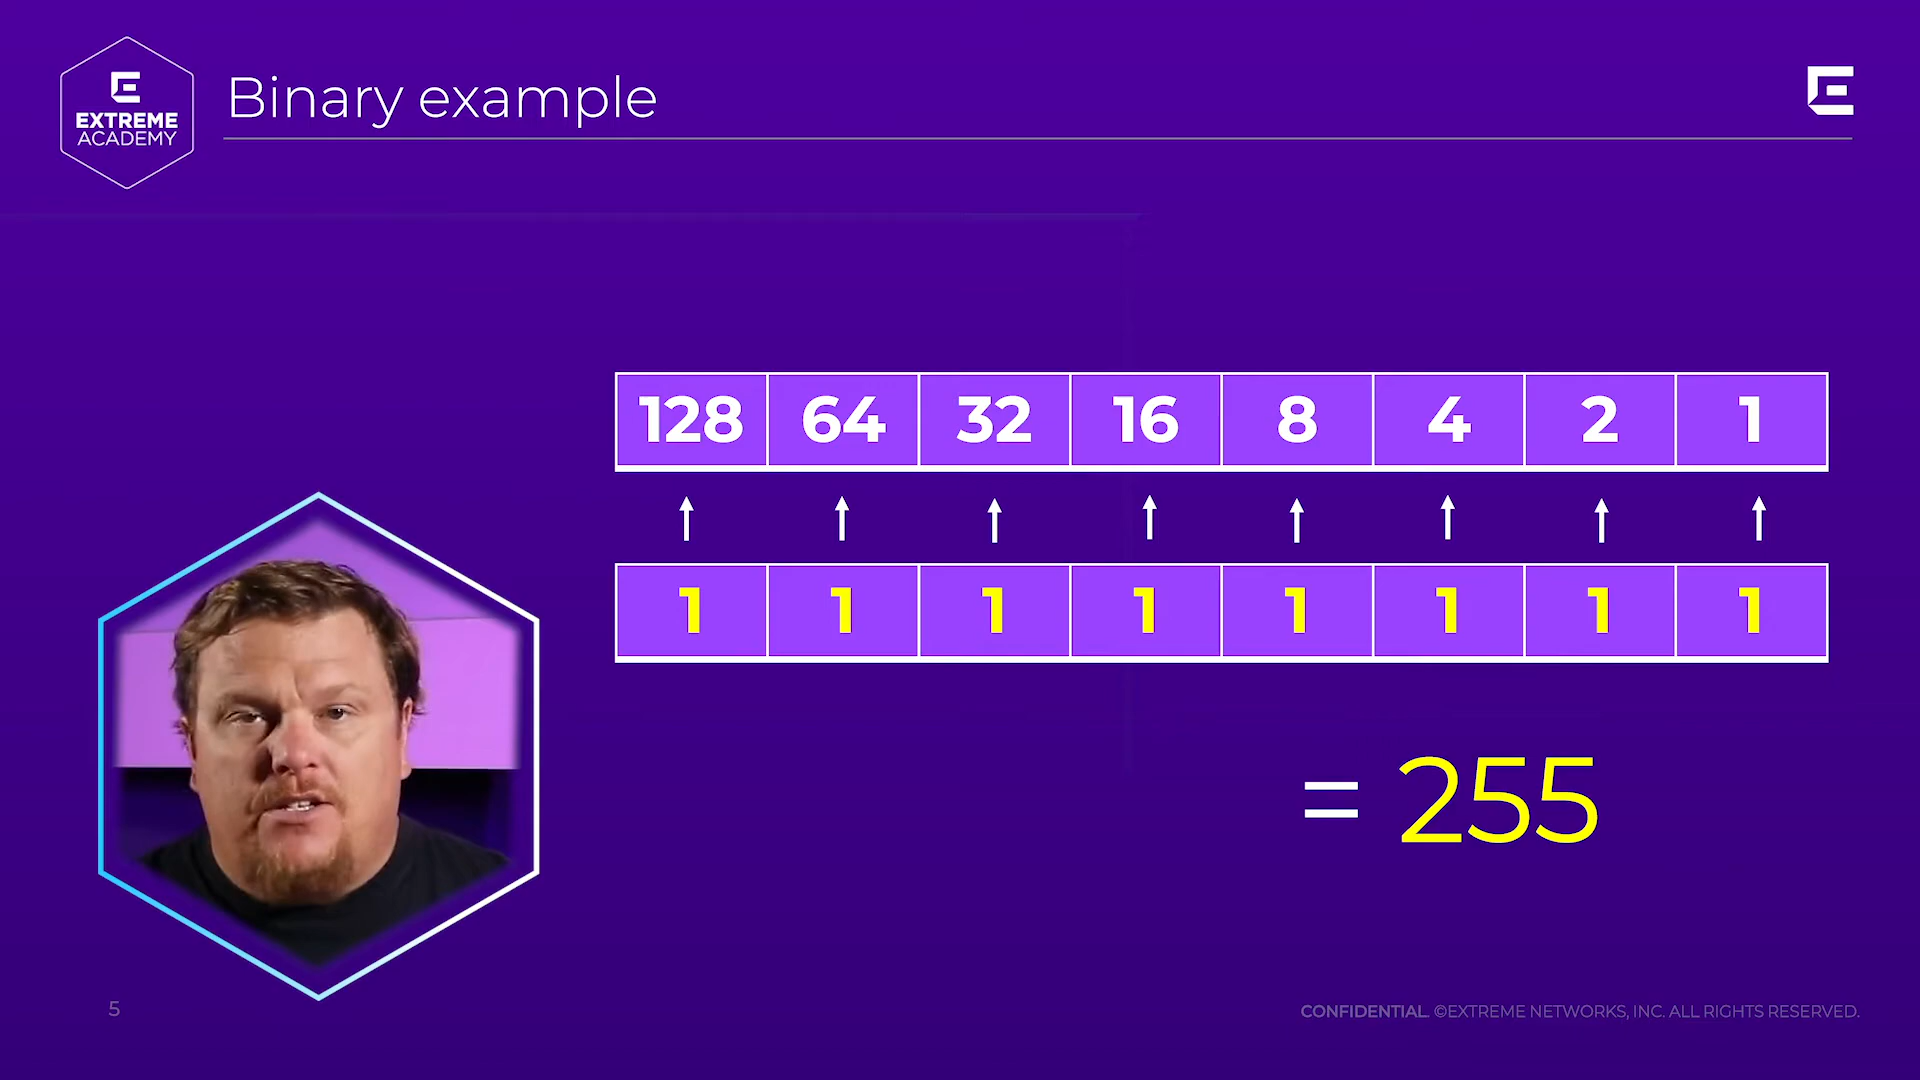 EXTREME
ACADEMY
Binary example
128 64 32 16 8 4 2 1
1 1 1 1 1 1 1 1
= 255
5
CONFIDENTIAL. ©EXTREME NETWORKS, INC. ALL RIGHTS RESERVED.